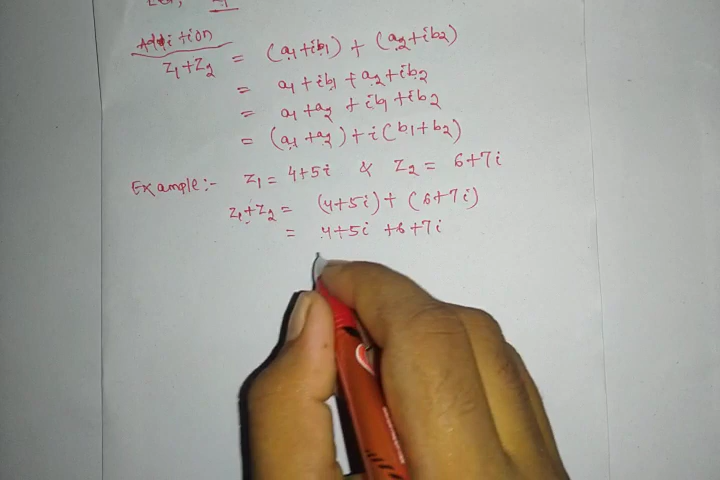 Addition
z1+z2 = (a1+ib1) + (a2+ib2)
= a1+ib1+a2+ib2
= a1+a2+ib1+ib2
= (a1+a2)+i(b1+b2)
Example:- z1=4+5i & z2=6+7i
z1+z2 = (4+5i)+(6+7i)
= 4+5i+6+7i